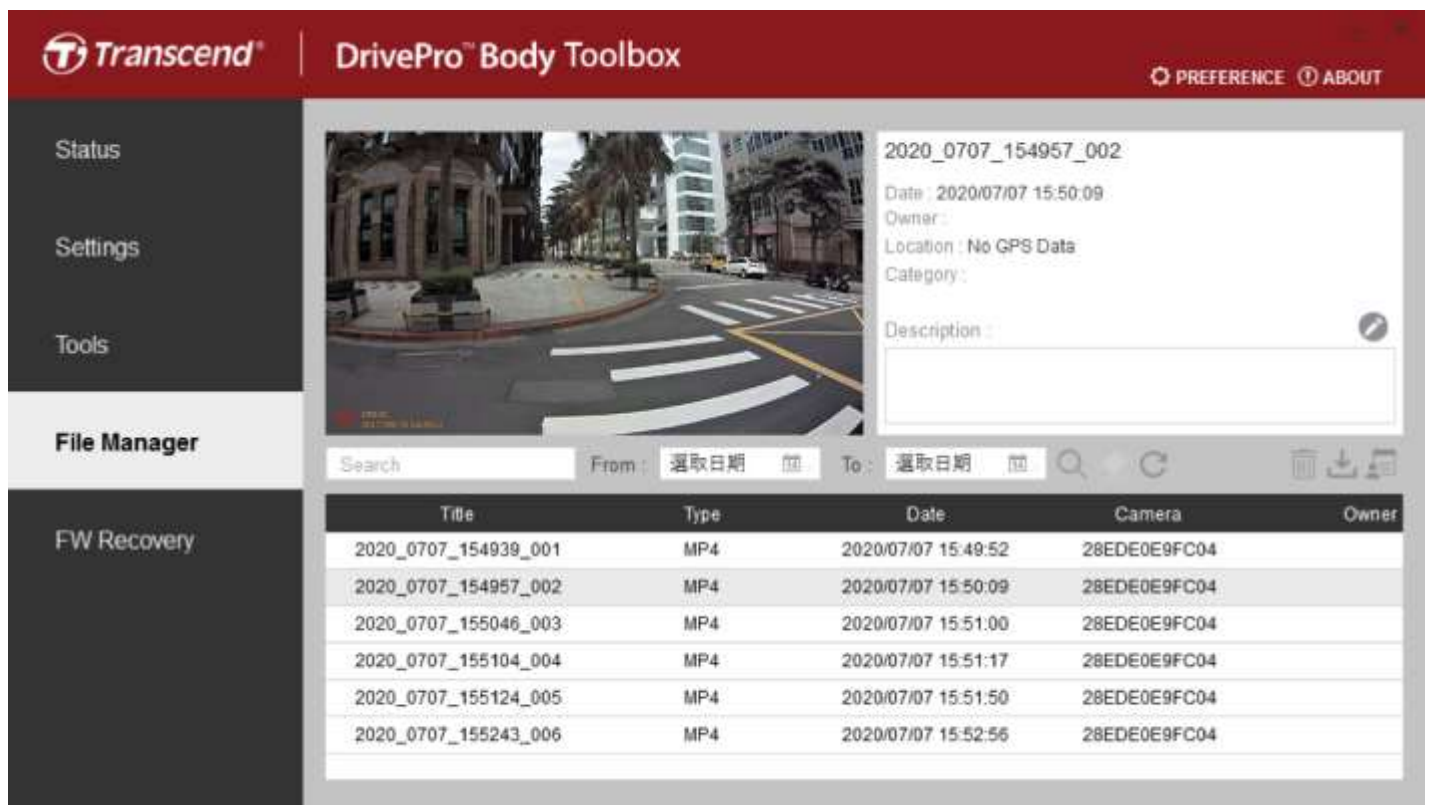 Transcend® DrivePro™ Body Toolbox
PREFERENCE ABOUT
Status
Settings
Tools
File Manager
FW Recovery
2020_0707_154957_002
Date : 2020/07/07 15:50:09
Owner :
Location : No GPS Data
Category :
Description :
Search From : 選取日期 To : 選取日期
Title Type Date Camera Owner
2020_0707_154939_001 MP4 2020/07/07 15:49:52 28EDE0E9FC04
2020_0707_154957_002 MP4 2020/07/07 15:50:09 28EDE0E9FC04
2020_0707_155046_003 MP4 2020/07/07 15:51:00 28EDE0E9FC04
2020_0707_155104_004 MP4 2020/07/07 15:51:17 28EDE0E9FC04
2020_0707_155124_005 MP4 2020/07/07 15:51:50 28EDE0E9FC04
2020_0707_155243_006 MP4 2020/07/07 15:52:56 28EDE0E9FC04